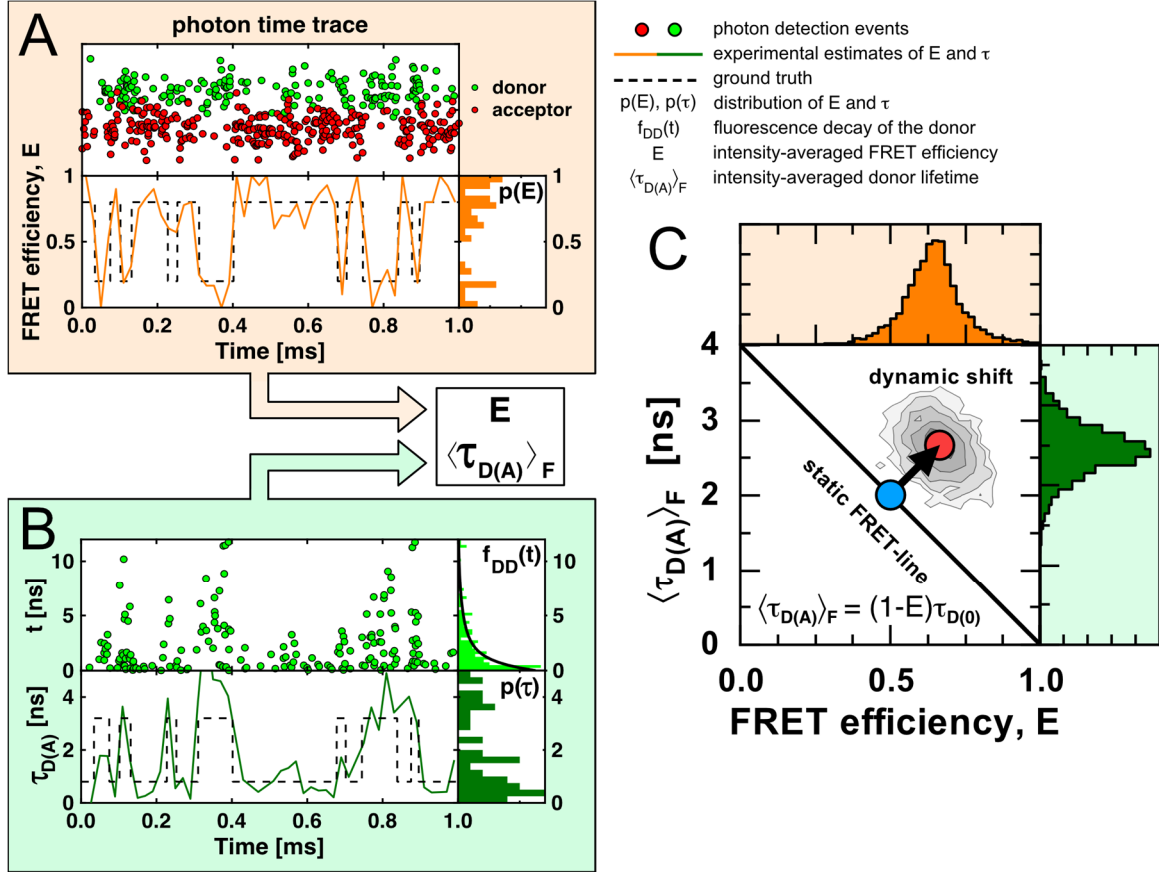 A
photon time trace
donor
acceptor
FRET efficiency, E
1
0.5
0
p(E)
1
0.5
0
0.0 0.2 0.4 0.6 0.8 1.0
Time [ms]
photon detection events
experimental estimates of E and τ
ground truth
p(E), p(τ) distribution of E and τ
f_DD(t) fluorescence decay of the donor
E intensity-averaged FRET efficiency
⟨τ_D(A)⟩_F intensity-averaged donor lifetime
E
⟨τ_D(A)⟩_F
B
t [ns]
10
5
0
f_DD(t)
10
5
0
τ_D(A) [ns]
4
2
0
p(τ)
4
2
0
0.0 0.2 0.4 0.6 0.8 1.0
Time [ms]
C
⟨τ_D(A)⟩_F [ns]
4
3
2
1
0
dynamic shift
static FRET-line
⟨τ_D(A)⟩_F = (1-E)τ_D(0)
0.0 0.5 1.0
FRET efficiency, E